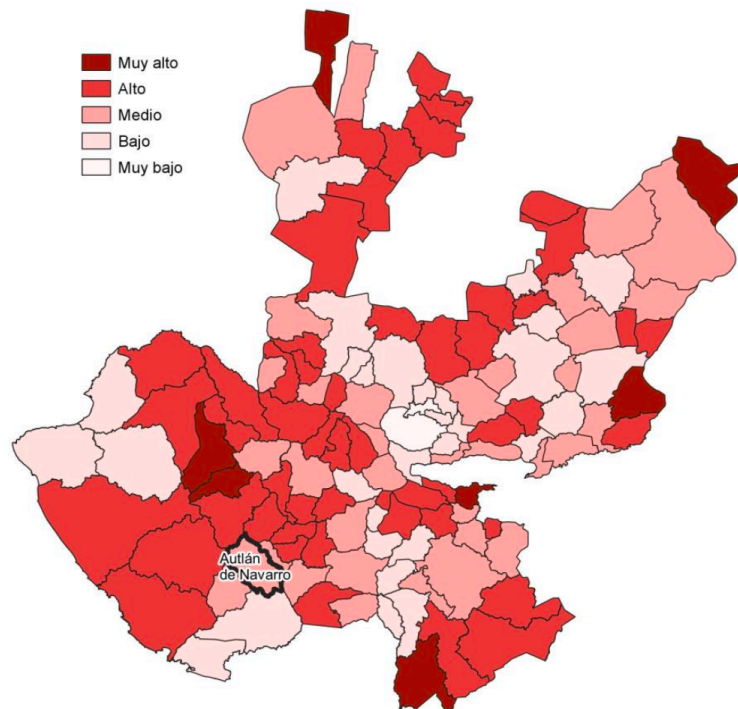 Muy alto
Alto
Medio
Bajo
Muy bajo
Autlán
de Navarro